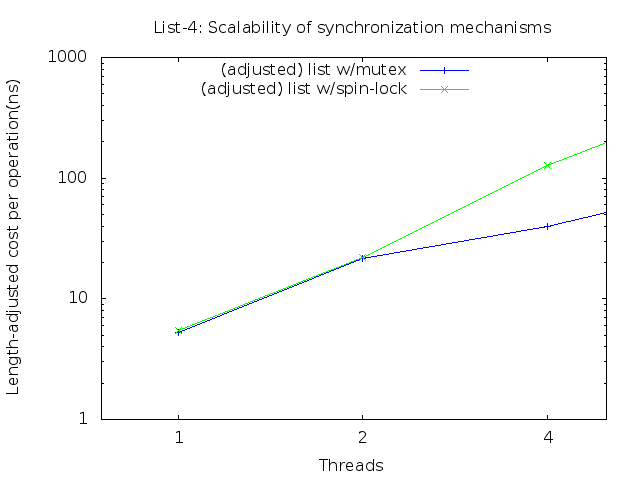 List-4: Scalability of synchronization mechanisms
1000
(adjusted) list w/mutex
(adjusted) list w/spin-lock
100
10
1
Length-adjusted cost per operation(ns)
1 2 4
Threads